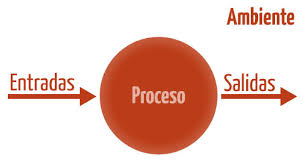 Ambiente
Entradas
Proceso
Salidas